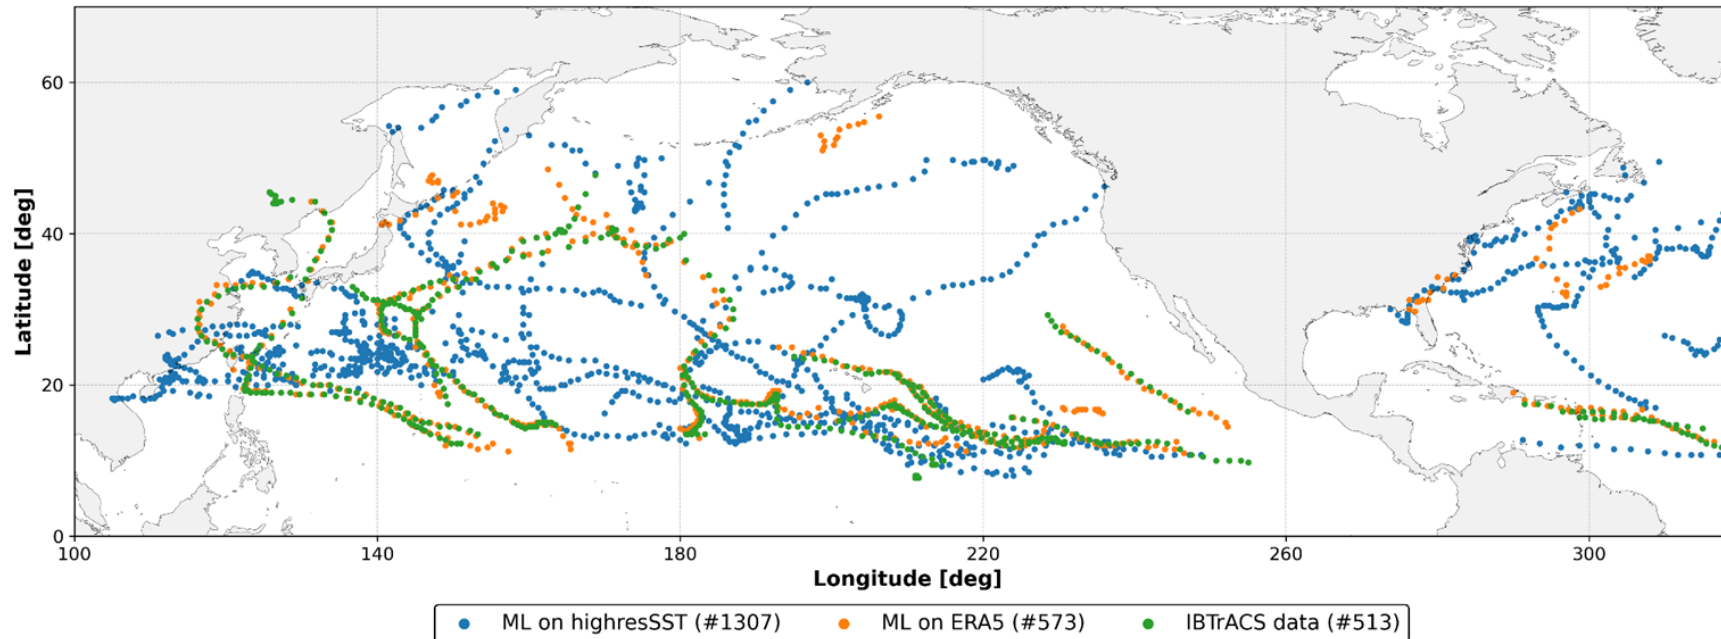 60
40
20
0
Latitude [deg]
100 140 180 220 260 300
Longitude [deg]
ML on highresSST (#1307) ML on ERA5 (#573) IBTrACS data (#513)